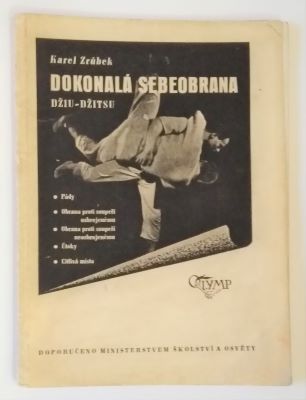 Karel Zrůbek
DOKONALÁ SEBEOBRANA
DŽIU-DŽITSU
• Pády
• Obrana proti soupeři
ozbrojenému
• Obrana proti soupeři
neozbrojenému
• Útoky
• Citlivá místa
OLYMP
DOPORUČENO MINISTERSTVEM ŠKOLSTVÍ A OSVĚTY